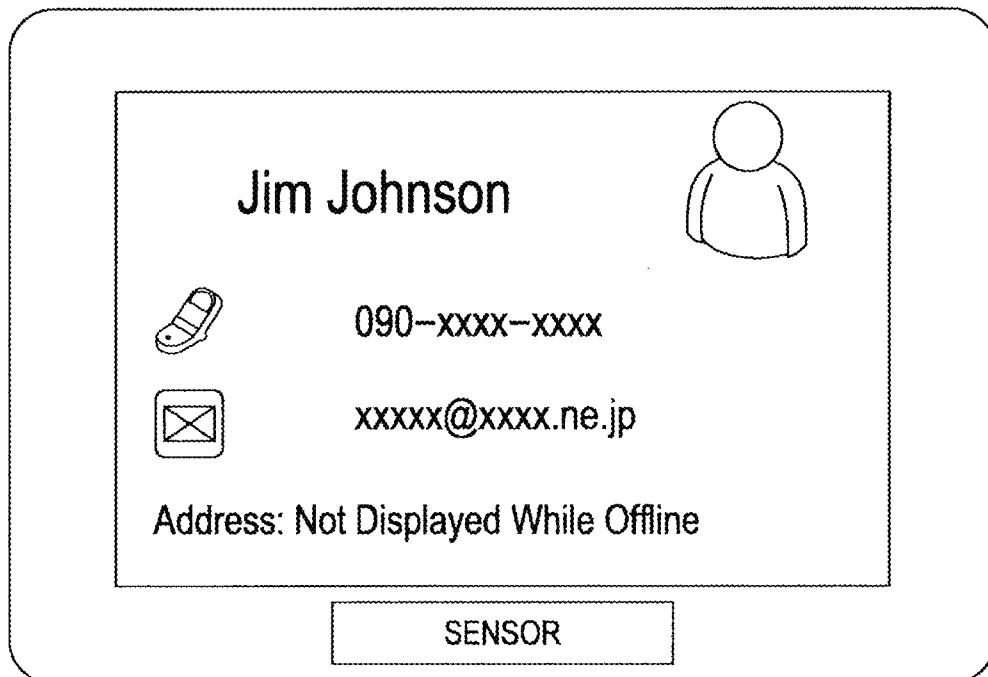 Jim Johnson
090-xxxx-xxxx
xxxxx@xxxx.ne.jp
Address: Not Displayed While Offline
SENSOR